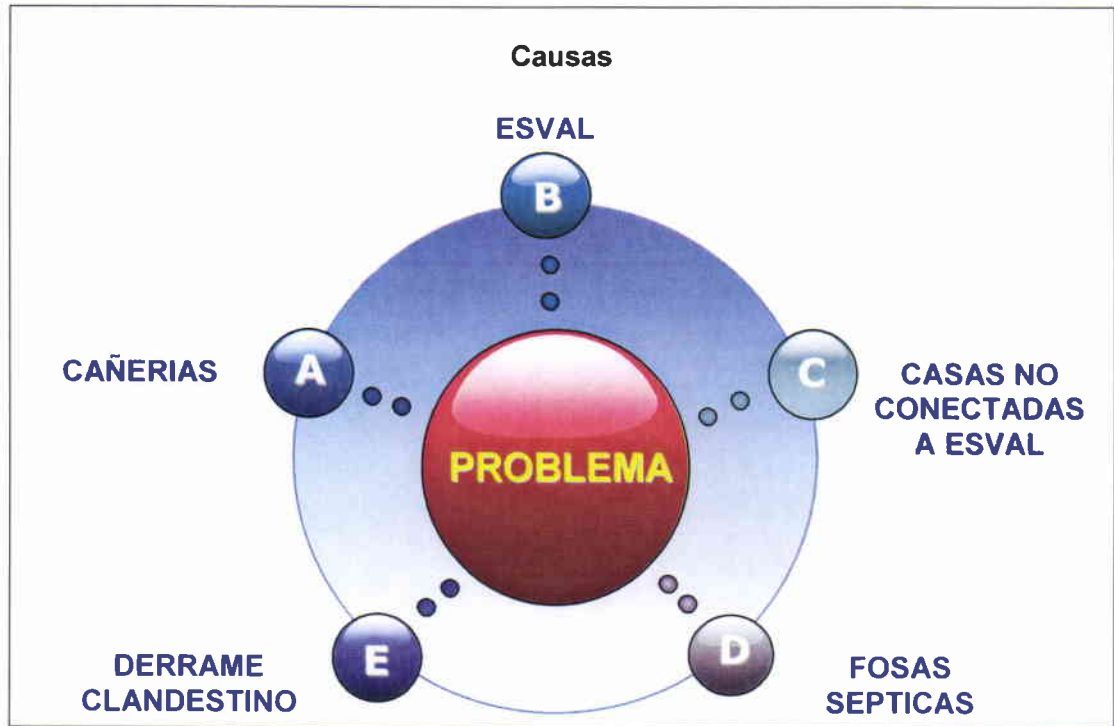 Causas
ESVAL
B
CAÑERIAS
A
C
CASAS NO
CONECTADAS
A ESVAL
PROBLEMA
E
DERRAME
CLANDESTINO
D
FOSAS
SEPTICAS